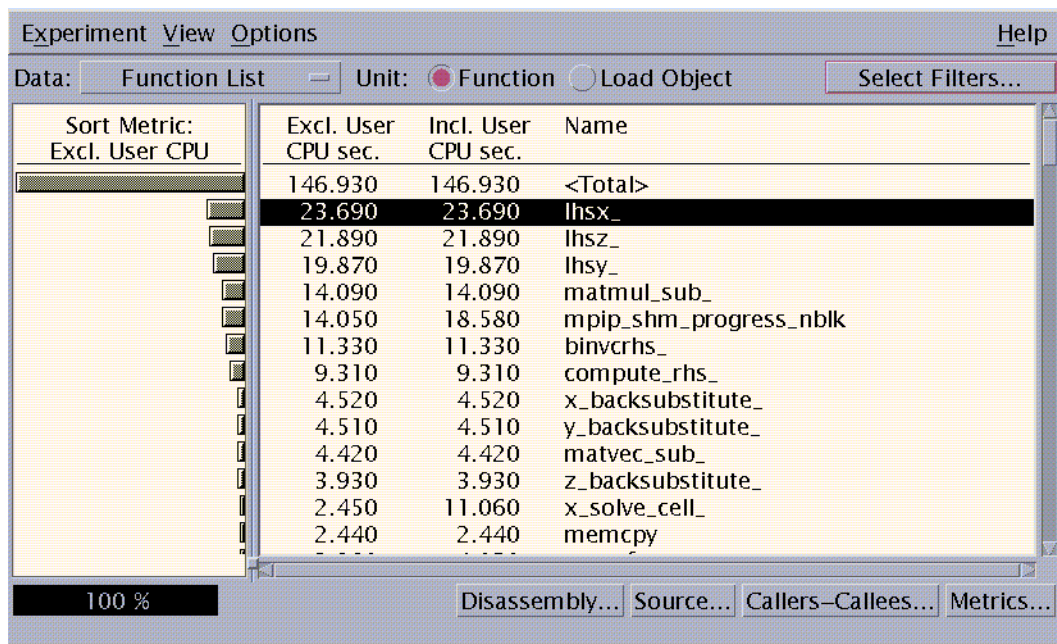 Experiment View Options Help
Data: Function List Unit: Function Load Object Select Filters...
Sort Metric:
Excl. User CPU
Excl. User Incl. User Name
CPU sec. CPU sec.
146.930 146.930 <Total>
23.690 23.690 lhsx_
21.890 21.890 lhsz_
19.870 19.870 lhsy_
14.090 14.090 matmul_sub_
14.050 18.580 mpip_shm_progress_nblk
11.330 11.330 binvcrhs_
9.310 9.310 compute_rhs_
4.520 4.520 x_backsubstitute_
4.510 4.510 y_backsubstitute_
4.420 4.420 matvec_sub_
3.930 3.930 z_backsubstitute_
2.450 11.060 x_solve_cell_
2.440 2.440 memcpy
100 % Disassembly... Source... Callers–Callees... Metrics...